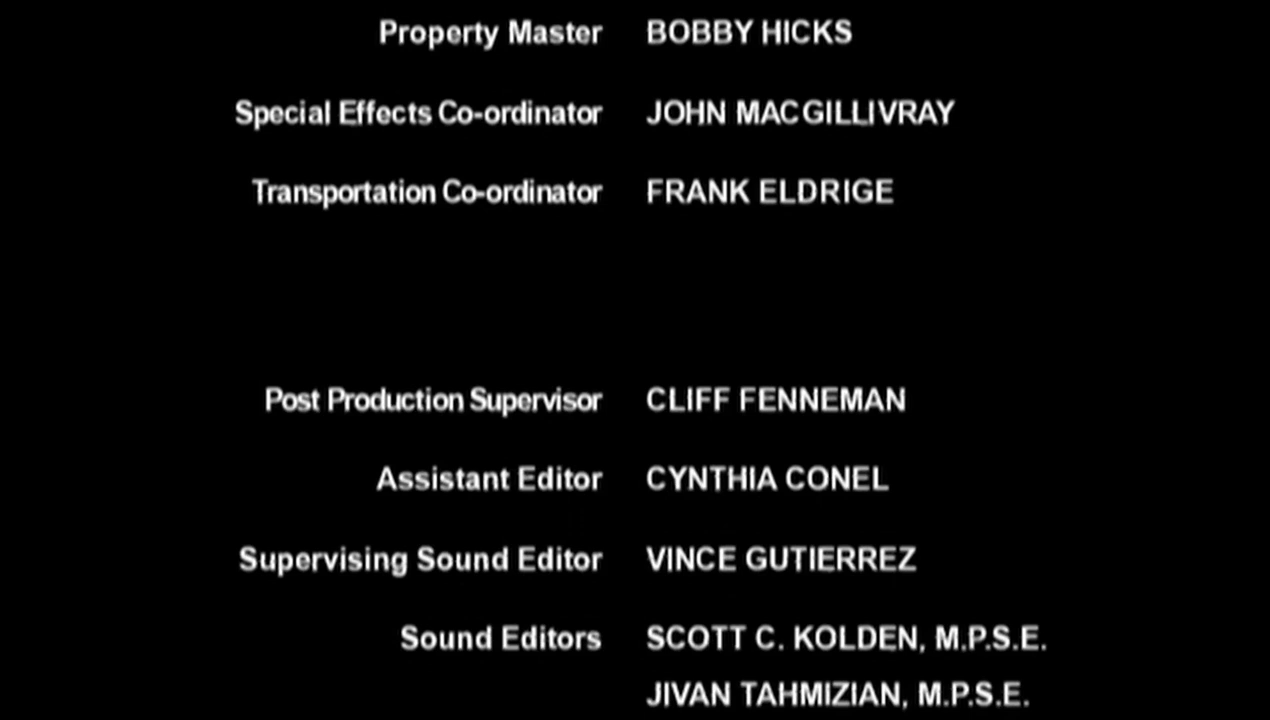 Property Master BOBBY HICKS
Special Effects Co-ordinator JOHN MACGILLIVRAY
Transportation Co-ordinator FRANK ELDRIGE
Post Production Supervisor CLIFF FENNEMAN
Assistant Editor CYNTHIA CONEL
Supervising Sound Editor VINCE GUTIERREZ
Sound Editors SCOTT C. KOLDEN, M.P.S.E.
JIVAN TAHMIZIAN, M.P.S.E.